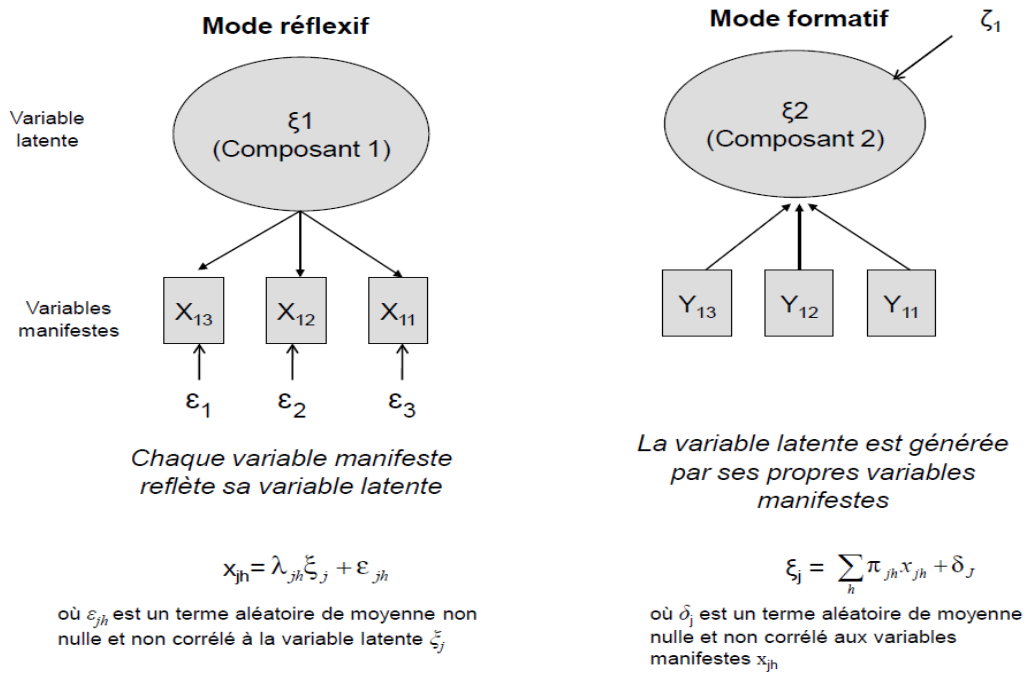 Mode réflexif
Variable
latente
ξ1
(Composant 1)
Variables
manifestes
X13
X12
X11
ε1
ε2
ε3
Chaque variable manifeste
reflète sa variable latente
xjh= λjhξj + εjh
où εjh est un terme aléatoire de moyenne non
nulle et non corrélé à la variable latente ξj
Mode formatif
ζ1
ξ2
(Composant 2)
Y13
Y12
Y11
La variable latente est générée
par ses propres variables
manifestes
ξj = ∑h πjhxjh + δJ
où δj est un terme aléatoire de moyenne
nulle et non corrélé aux variables
manifestes xjh